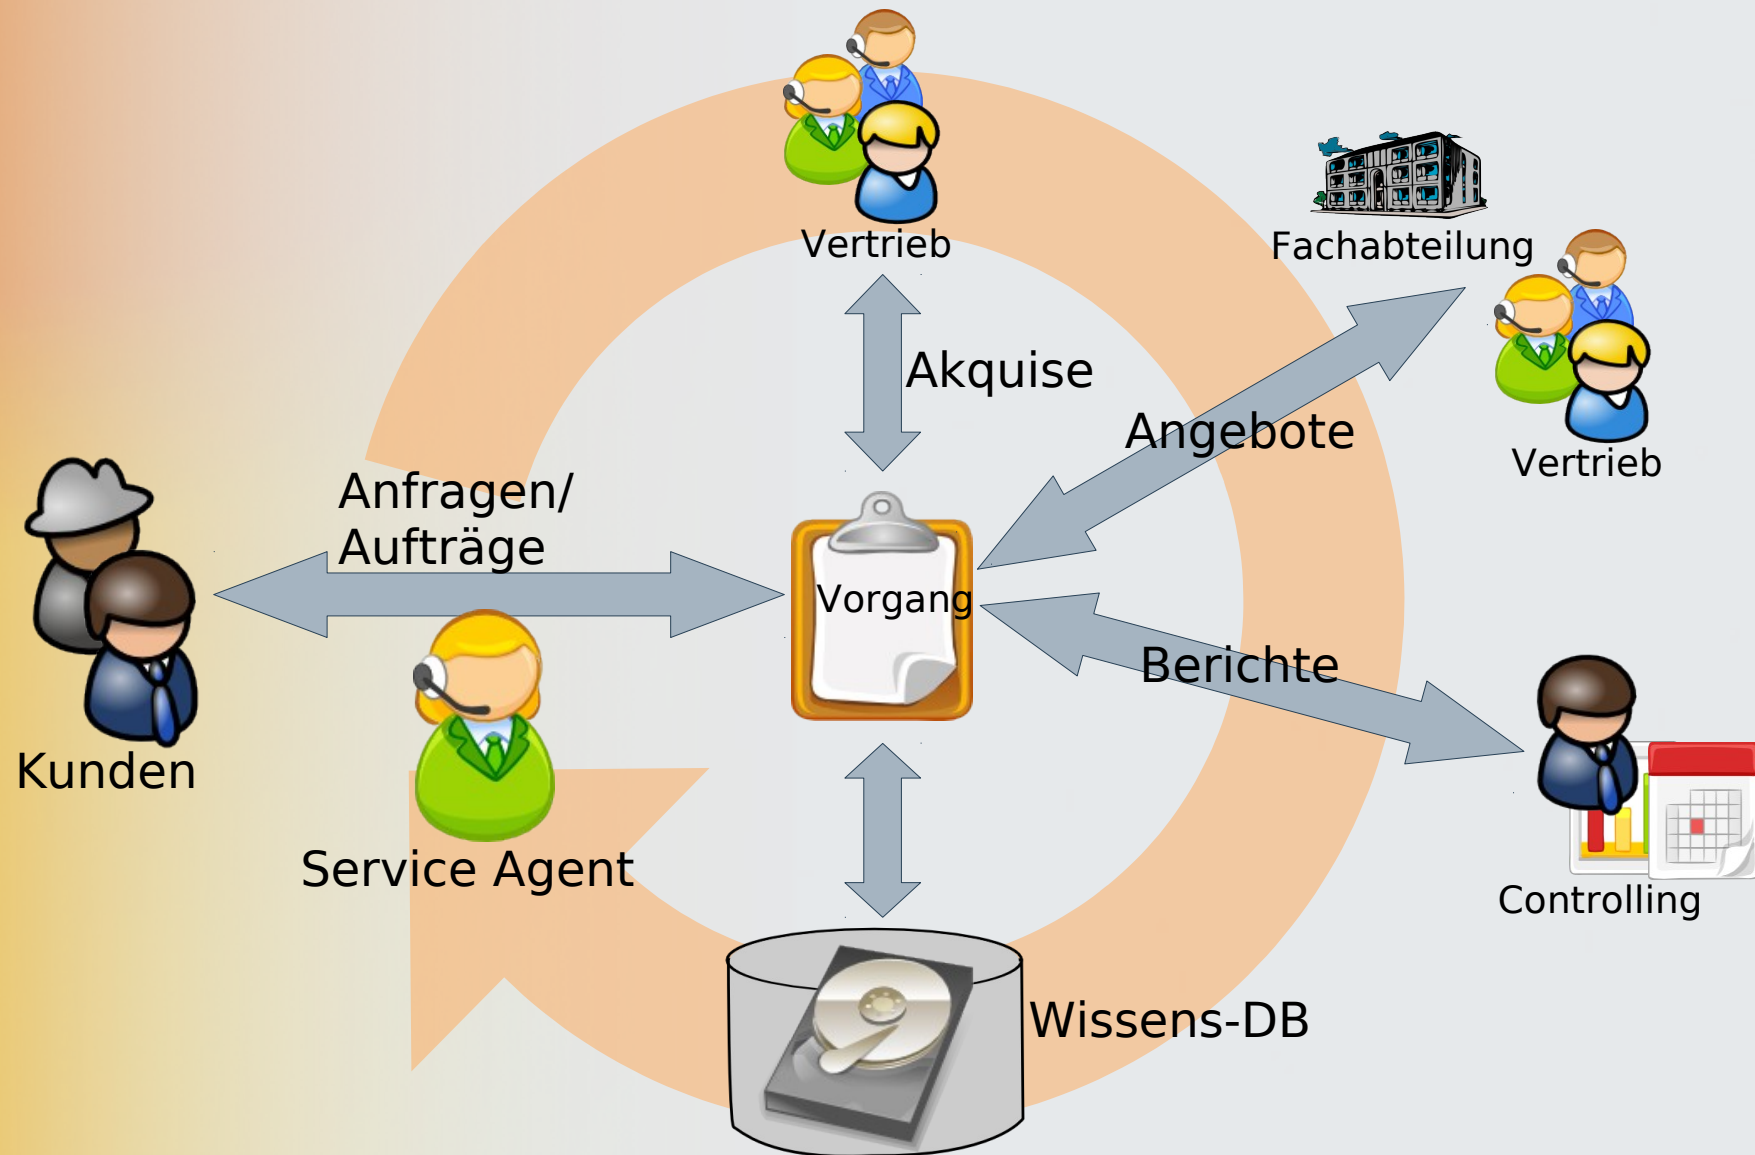 Vertrieb
Fachabteilung
Akquise
Angebote
Vertrieb
Anfragen/
Aufträge
Vorgang
Berichte
Kunden
Service Agent
Controlling
Wissens-DB